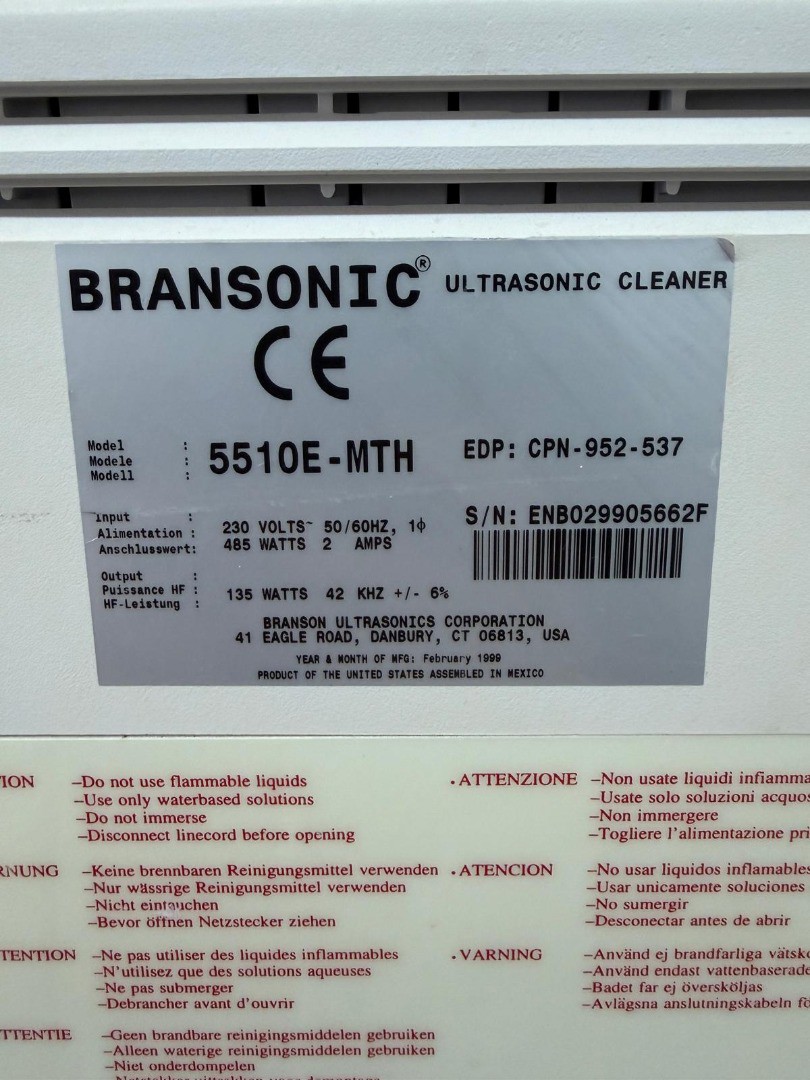 BRANSONIC® ULTRASONIC CLEANER
CE
Model :
Modele :
Modell :
5510E-MTH
EDP: CPN-952-537
Input :
Alimentation :
Anschlusswert:
230 VOLTS~ 50/60HZ, 1ϕ
485 WATTS 2 AMPS
S/N: ENB029905662F
Output :
Puissance HF :
HF-Leistung :
135 WATTS 42 KHZ +/- 6%
BRANSON ULTRASONICS CORPORATION
41 EAGLE ROAD, DANBURY, CT 06813, USA
YEAR & MONTH OF MFG: February 1999
PRODUCT OF THE UNITED STATES ASSEMBLED IN MEXICO
ION –Do not use flammable liquids
–Use only waterbased solutions
–Do not immerse
–Disconnect linecord before opening
RNUNG –Keine brennbaren Reinigungsmittel verwenden
–Nur wässrige Reinigungsmittel verwenden
–Nicht eintauchen
–Bevor öffnen Netzstecker ziehen
TENTION –Ne pas utiliser des liquides inflammables
–N'utilisez que des solutions aqueuses
–Ne pas submerger
–Debrancher avant d'ouvrir
TTENTIE –Geen brandbare reinigingsmiddelen gebruiken
–Alleen waterige reinigingsmiddelen gebruiken
–Niet onderdompelen
• ATTENZIONE –Non usate liquidi infiamma
–Usate solo soluzioni acquos
–Non immergere
–Togliere l'alimentazione pri
• ATENCION –No usar liquidos inflamables
–Usar unicamente soluciones
–No sumergir
–Desconectar antes de abrir
• VARNING –Använd ej brandfarliga vätsk
–Använd endast vattenbaserade
–Badet far ej översköljas
–Avlägsna anslutningskabeln fö